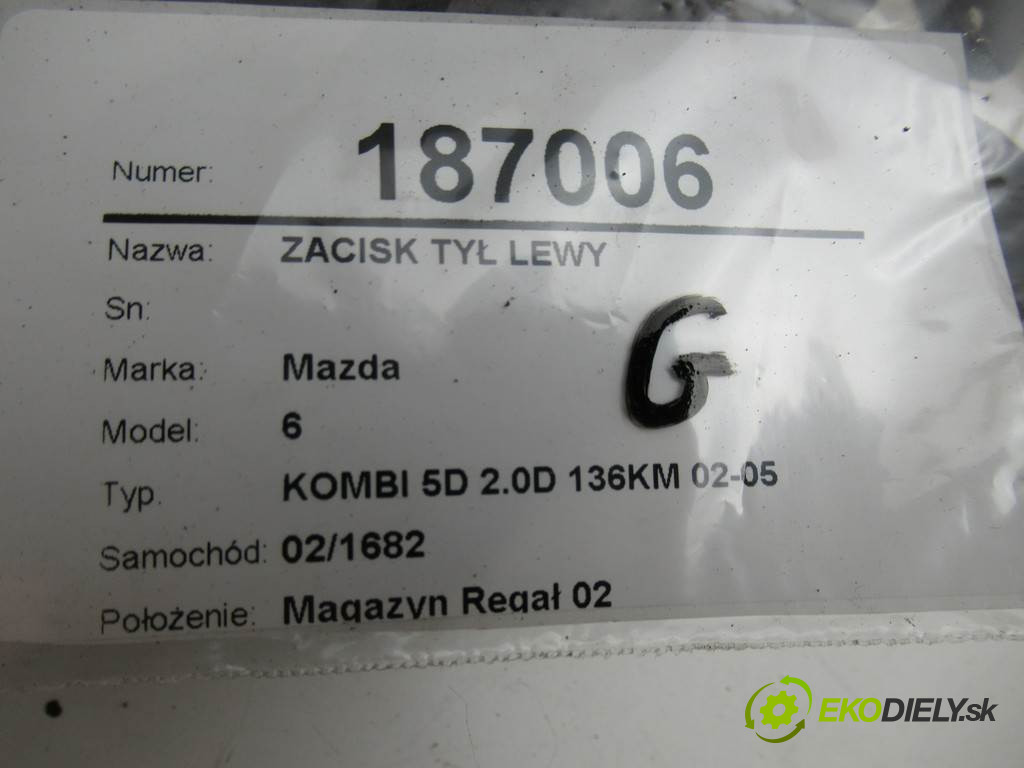 Numer: 187006
Nazwa: ZACISK TYŁ LEWY
Sn:
G
Marka: Mazda
Model: 6
Typ. KOMBI 5D 2.0D 136KM 02-05
Samochód: 02/1682
Położenie: Magazyn Regał 02
EKODIELY.sk